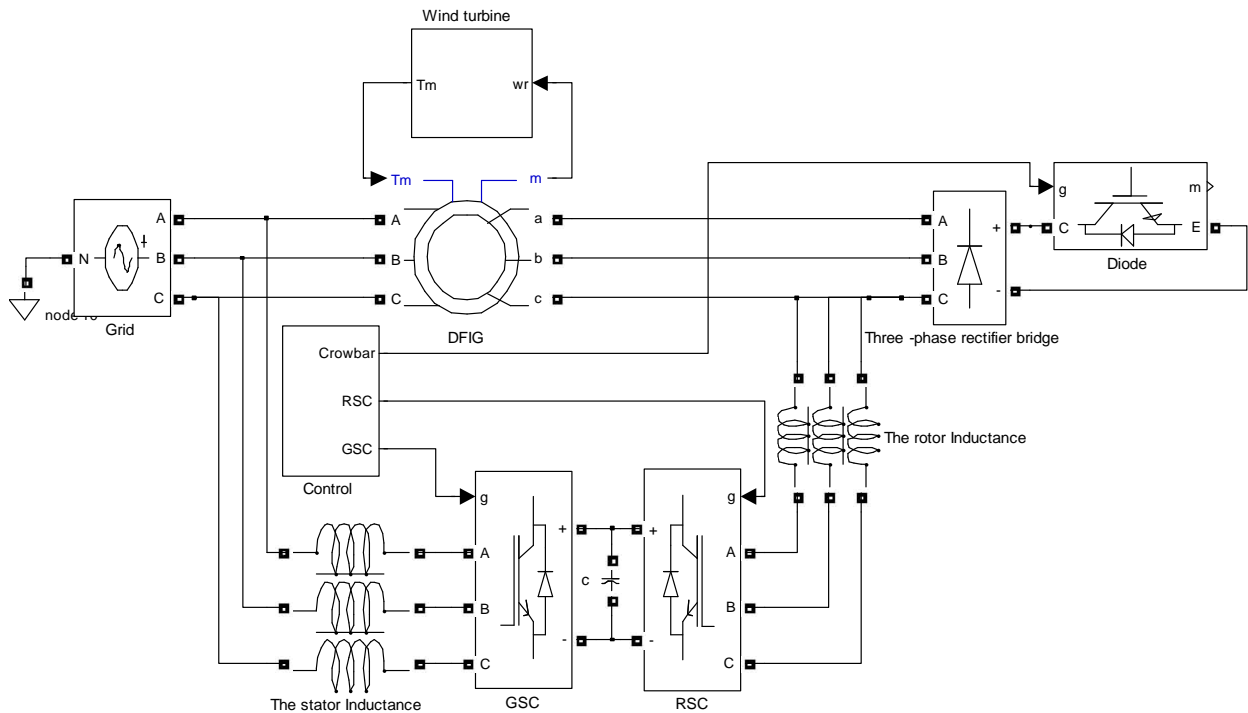 Wind turbine
Tm wr
Tm m
g m
A A a A + C E
N B B b B
Diode
C C c C -
node
Grid
DFIG
Three -phase rectifier bridge
Crowbar
RSC
The rotor Inductance
GSC
Control
g g
+ +
A A
c
B B
- -
C C
The stator Inductance GSC RSC